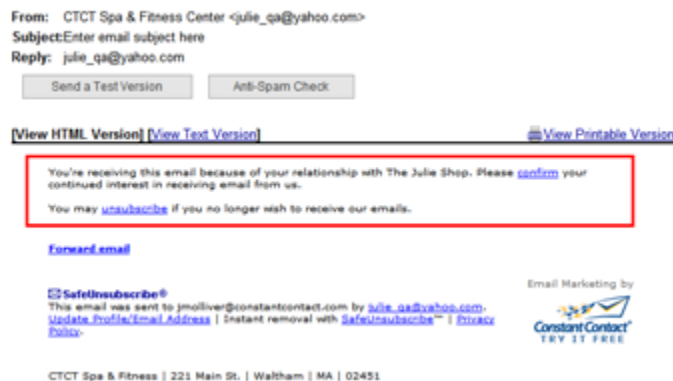 From: CTCT Spa & Fitness Center <julie_qa@yahoo.com>
Subject:Enter email subject here
Reply: julie_qa@yahoo.com
Send a Test Version Anti-Spam Check
[View HTML Version] [View Text Version] View Printable Version
You're receiving this email because of your relationship with The Julie Shop. Please confirm your
continued interest in receiving email from us.
You may unsubscribe if you no longer wish to receive our emails.
Forward email
Email Marketing by
SafeUnsubscribe®
This email was sent to jmolliver@constantcontact.com by julie_qa@yahoo.com.
Update Profile/Email Address | Instant removal with SafeUnsubscribe™ | Privacy
Policy.
Constant Contact®
TRY IT FREE
CTCT Spa & Fitness | 221 Main St. | Waltham | MA | 02451